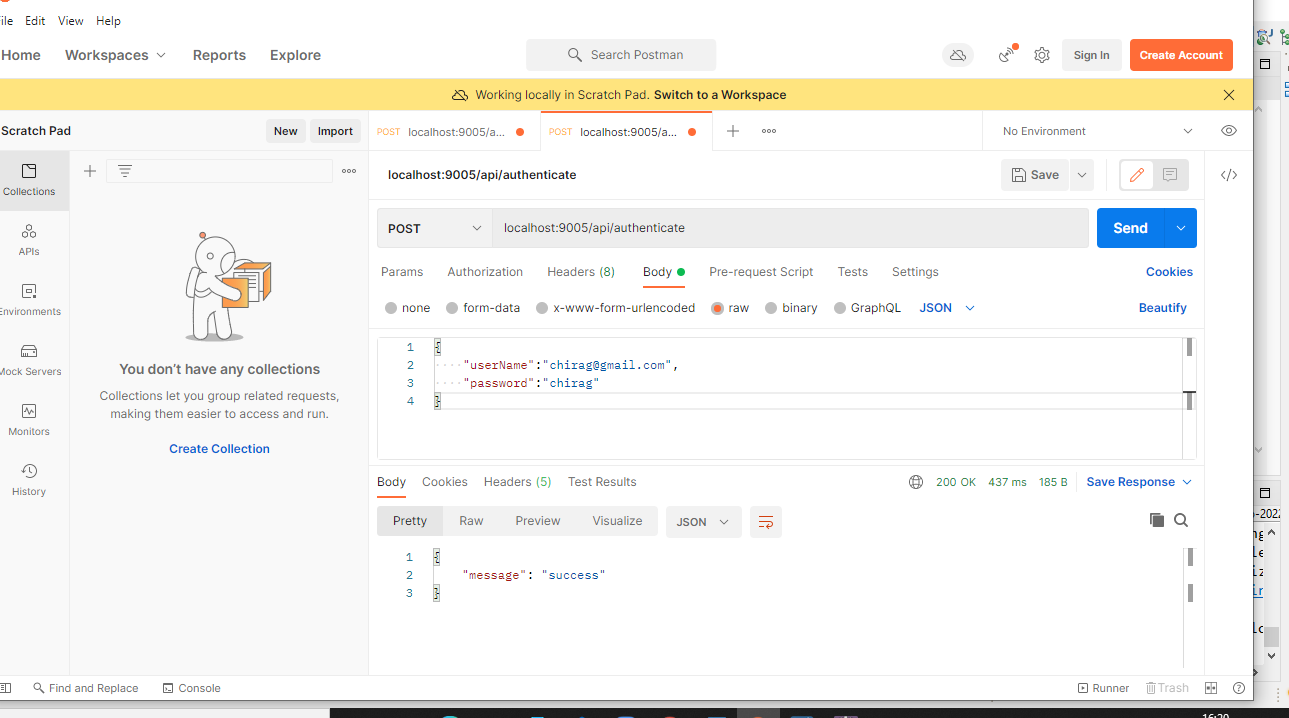 ile Edit View Help
Home Workspaces Reports Explore Search Postman Sign In Create Account
Working locally in Scratch Pad. Switch to a Workspace
Scratch Pad New Import POST localhost:9005/a... POST localhost:9005/a... No Environment
Collections
APIs
nvironments
Mock Servers
Monitors
History
You don't have any collections
Collections let you group related requests,
making them easier to access and run.
Create Collection
localhost:9005/api/authenticate Save
POST localhost:9005/api/authenticate Send
Params Authorization Headers (8) Body Pre-request Script Tests Settings Cookies
none form-data x-www-form-urlencoded raw binary GraphQL JSON Beautify
1 {
2 "userName":"chirag@gmail.com",
3 "password":"chirag"
4 }
Body Cookies Headers (5) Test Results 200 OK 437 ms 185 B Save Response
Pretty Raw Preview Visualize JSON
1 {
2 "message": "success"
3 }
Find and Replace Console Runner Trash
-2022
16:20